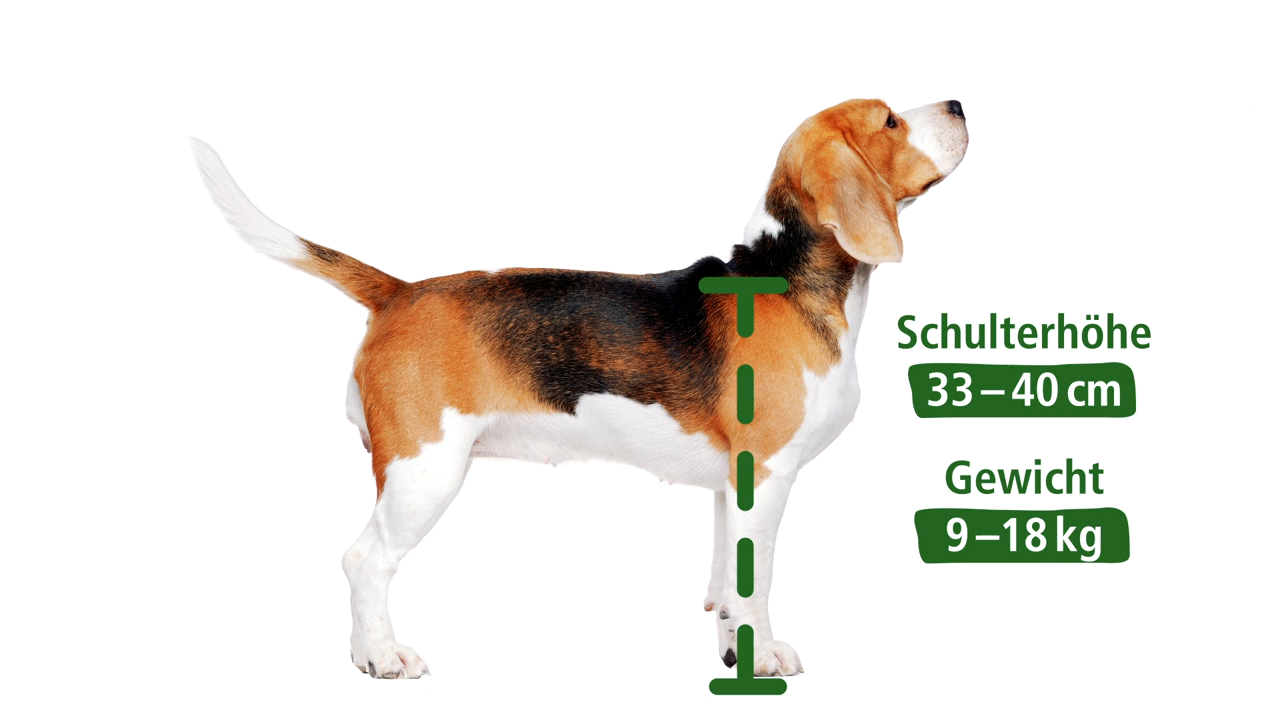 Schulterhöhe
33 – 40 cm
Gewicht
9 –18 kg